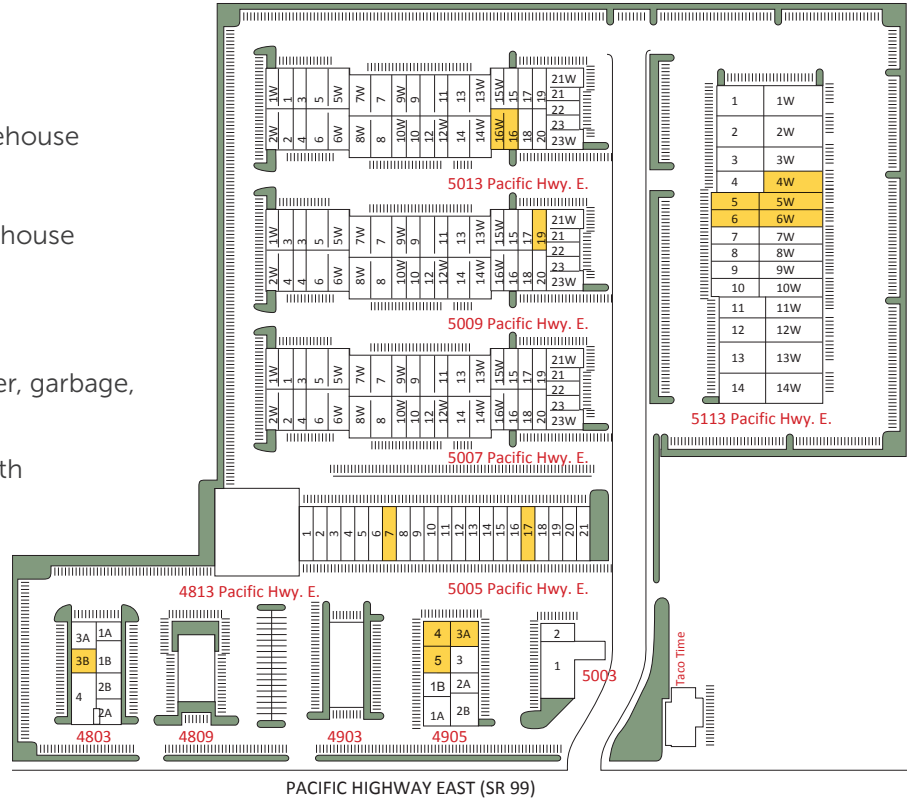 ehouse
house
er, garbage,
th
1W 1 3 5 5W 7W 7 9W 9 11 13 13W 15W 15 17 19
21W
21
22
23
23W
2W 2 4 6 6W 8W 8 10W 10 12 12W 14 14W 16W 16 18 20
5013 Pacific Hwy. E.
1W 3 3 5 5W 7W 7 9W 9 11 13 13W 15W 15 17 19
21W
21
22
23
23W
2W 4 4 6 6W 8W 8 10W 10 12 12W 14 14W 16W 16 18 20
5009 Pacific Hwy. E.
1W 1 3 5 5W 7W 7 9W 9 11 13 13W 15W 15 17 19
21W
21
22
23
23W
2W 2 4 6 6W 8W 8 10W 10 12 12W 14 14W 16W 16 18 20
5007 Pacific Hwy. E.
1 1W
2 2W
3 3W
4 4W
5 5W
6 6W
7 7W
8 8W
9 9W
10 10W
11 11W
12 12W
13 13W
14 14W
5113 Pacific Hwy. E.
1 2 3 4 5 6 7 8 9 10 11 12 13 14 15 16 17 18 19 20 21
4813 Pacific Hwy. E.
5005 Pacific Hwy. E.
3A 1A
3B 1B
4 2B
2A
4803
4809
4903
4 3A
5 3
1B 2A
1A 2B
4905
2
1
5003
Taco Time
PACIFIC HIGHWAY EAST (SR 99)